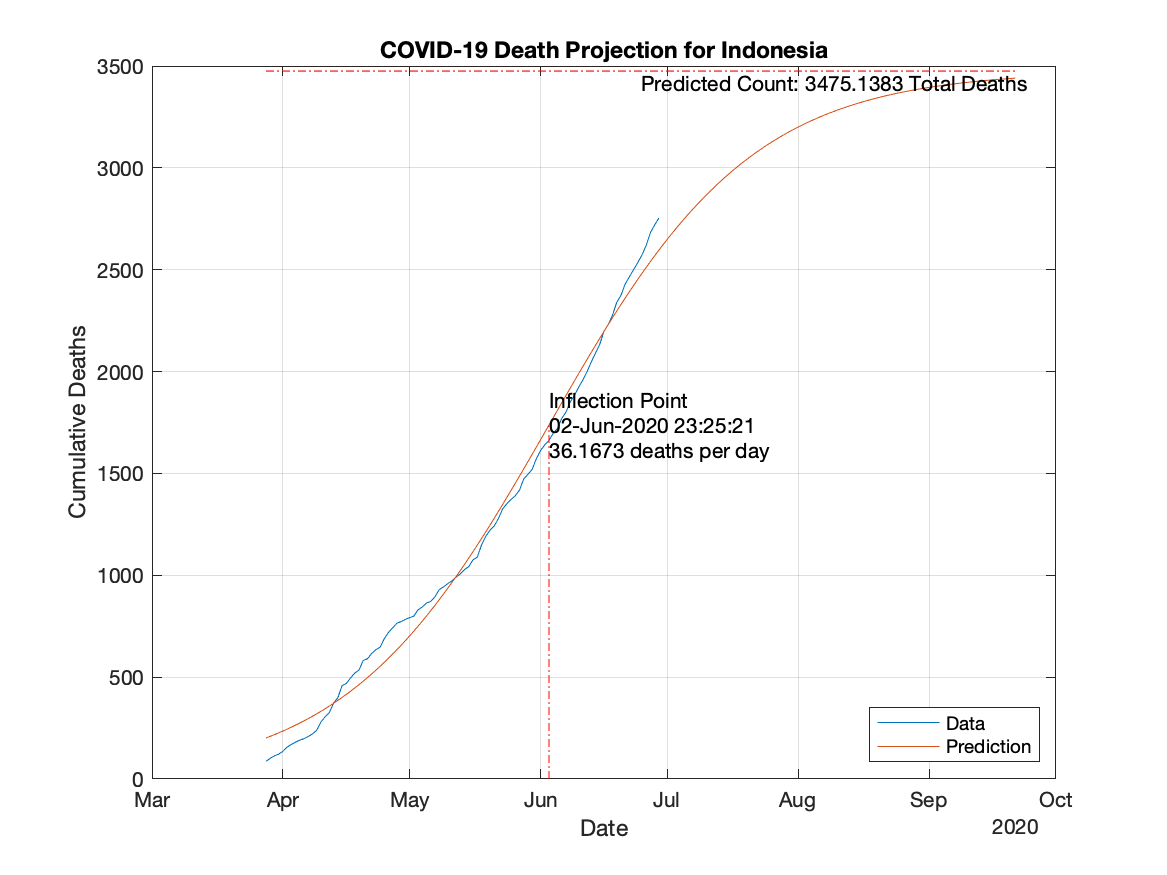 COVID-19 Death Projection for Indonesia
3500
Predicted Count: 3475.1383 Total Deaths
3000
2500
2000
Inflection Point
02-Jun-2020 23:25:21
36.1673 deaths per day
1500
1000
500
0
Cumulative Deaths
Data
Prediction
Mar Apr May Jun Jul Aug Sep Oct
Date
2020